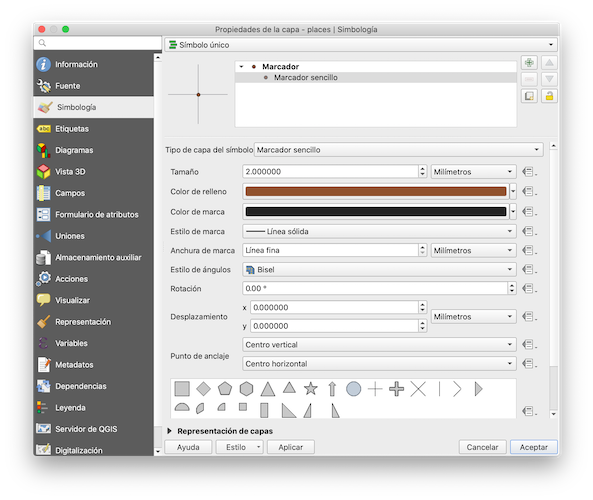 Propiedades de la capa - places | Simbología
Símbolo único
Información
Fuente
Simbología
Etiquetas
Diagramas
Vista 3D
Campos
Formulario de atributos
Uniones
Almacenamiento auxiliar
Acciones
Visualizar
Representación
Variables
Metadatos
Dependencias
Leyenda
Servidor de QGIS
Digitalización
Marcador
Marcador sencillo
Tipo de capa del símbolo Marcador sencillo
Tamaño 2.000000 Milímetros
Color de relleno
Color de marca
Estilo de marca Línea sólida
Anchura de marca Línea fina Milímetros
Estilo de ángulos Bisel
Rotación 0.00 °
Desplazamiento x 0.000000 Milímetros
y 0.000000
Punto de anclaje Centro vertical
Centro horizontal
Representación de capas
Ayuda Estilo Aplicar Cancelar Aceptar